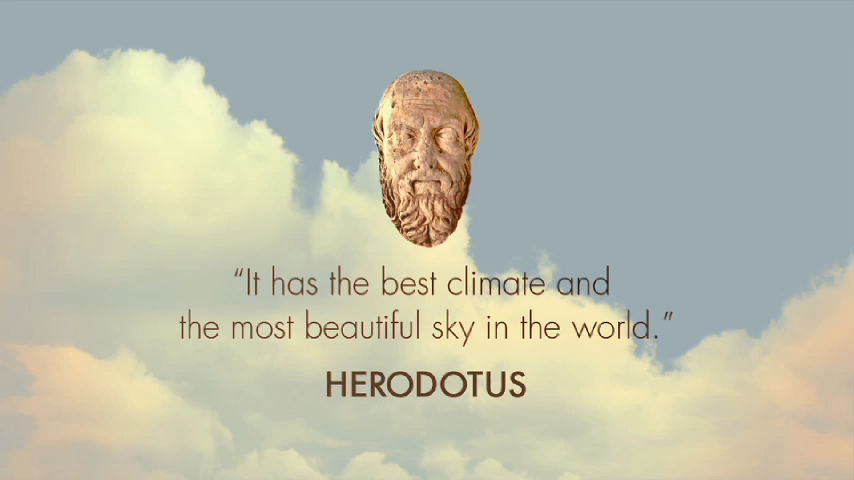 “It has the best climate and
the most beautiful sky in the world.”
HERODOTUS